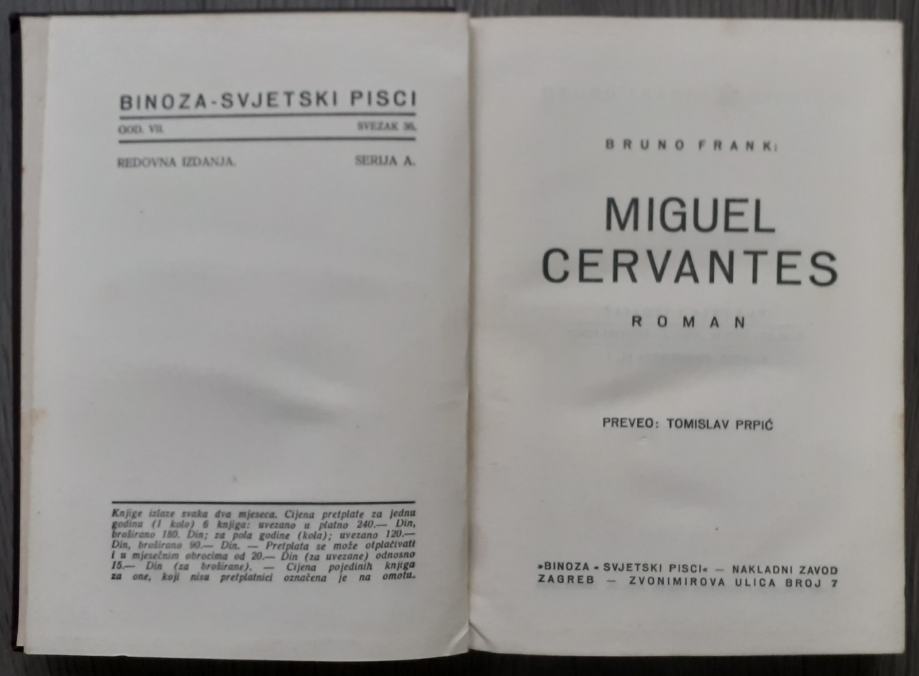 BINOZA-SVJETSKI PISCI
GOD. VII. SVEZAK 36.
REDOVNA IZDANJA. SERIJA A.
Knjige izlaze svaka dva mjeseca. Cijena pretplate za jednu
godinu (1 kolo) 6 knjiga: uvezano u platno 240.— Din,
broširano 180. Din; za pola godine (kola); uvezano 120.—
Din, broširano 90.— Din. — Pretplata se može otplaćivati
i u mjesečnim obrocima od 20.— Din (za uvezane) odnosno
15.— Din (za broširane). — Cijena pojedinih knjiga
za one, koji nisu pretplatnici označena je na omotu.
BRUNO FRANK:
MIGUEL
CERVANTES
ROMAN
PREVEO: TOMISLAV PRPIĆ
»BINOZA - SVJETSKI PISCI« — NAKLADNI ZAVOD
ZAGREB — ZVONIMIROVA ULICA BROJ 7